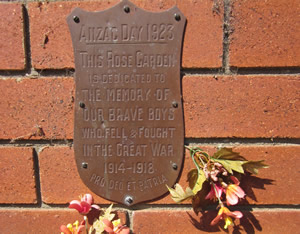 ANZAC DAY 1923
THIS ROSE GARDEN
IS DEDICATED TO
THE MEMORY OF
OUR BRAVE BOYS
WHO FELL & FOUGHT
IN THE GREAT WAR
1914-1918
PRO DEO ET PATRIA